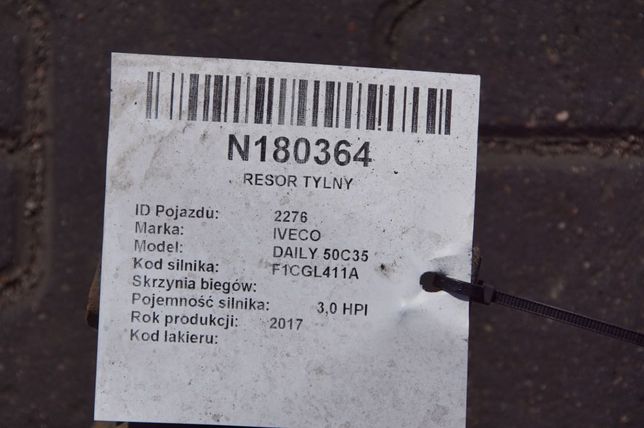 N180364
RESOR TYLNY
ID Pojazdu: 2276
Marka: IVECO
Model: DAILY 50C35
Kod silnika: F1CGL411A
Skrzynia biegów:
Pojemność silnika: 3,0 HPI
Rok produkcji: 2017
Kod lakieru: